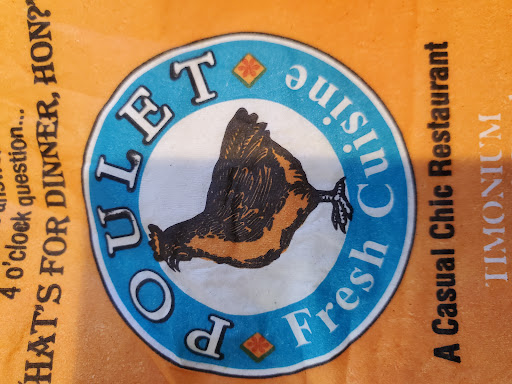 4 o'clock question...
HAT'S FOR DINNER, HON?"
POULET
Fresh Cuisine
A Casual Chic Restaurant
TIMONIUM